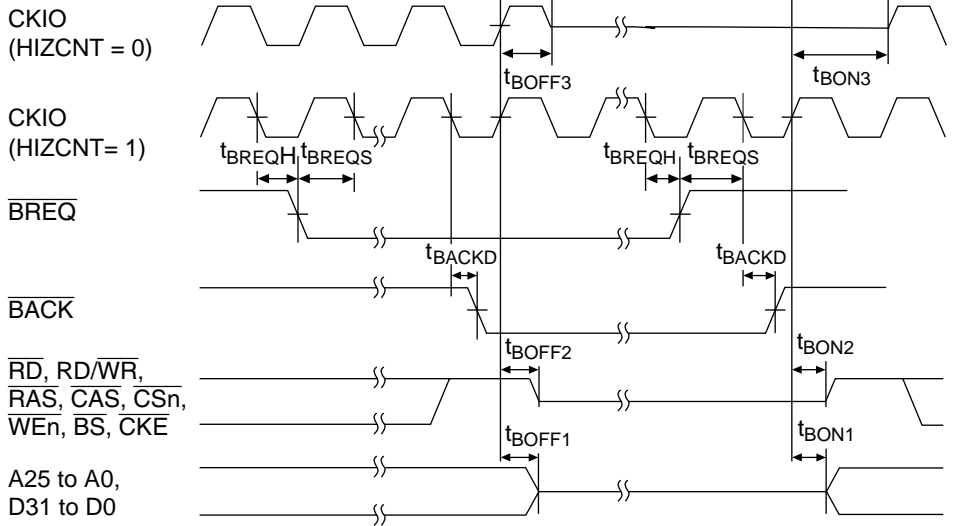 CKIO
(HIZCNT = 0)
tBOFF3
tBON3
CKIO
(HIZCNT= 1)
tBREQH tBREQS
tBREQH tBREQS
BREQ
tBACKD
tBACKD
BACK
tBOFF2
tBON2
RD, RD/WR,
RAS, CAS, CSn,
WEn, BS, CKE
tBOFF1
tBON1
A25 to A0,
D31 to D0